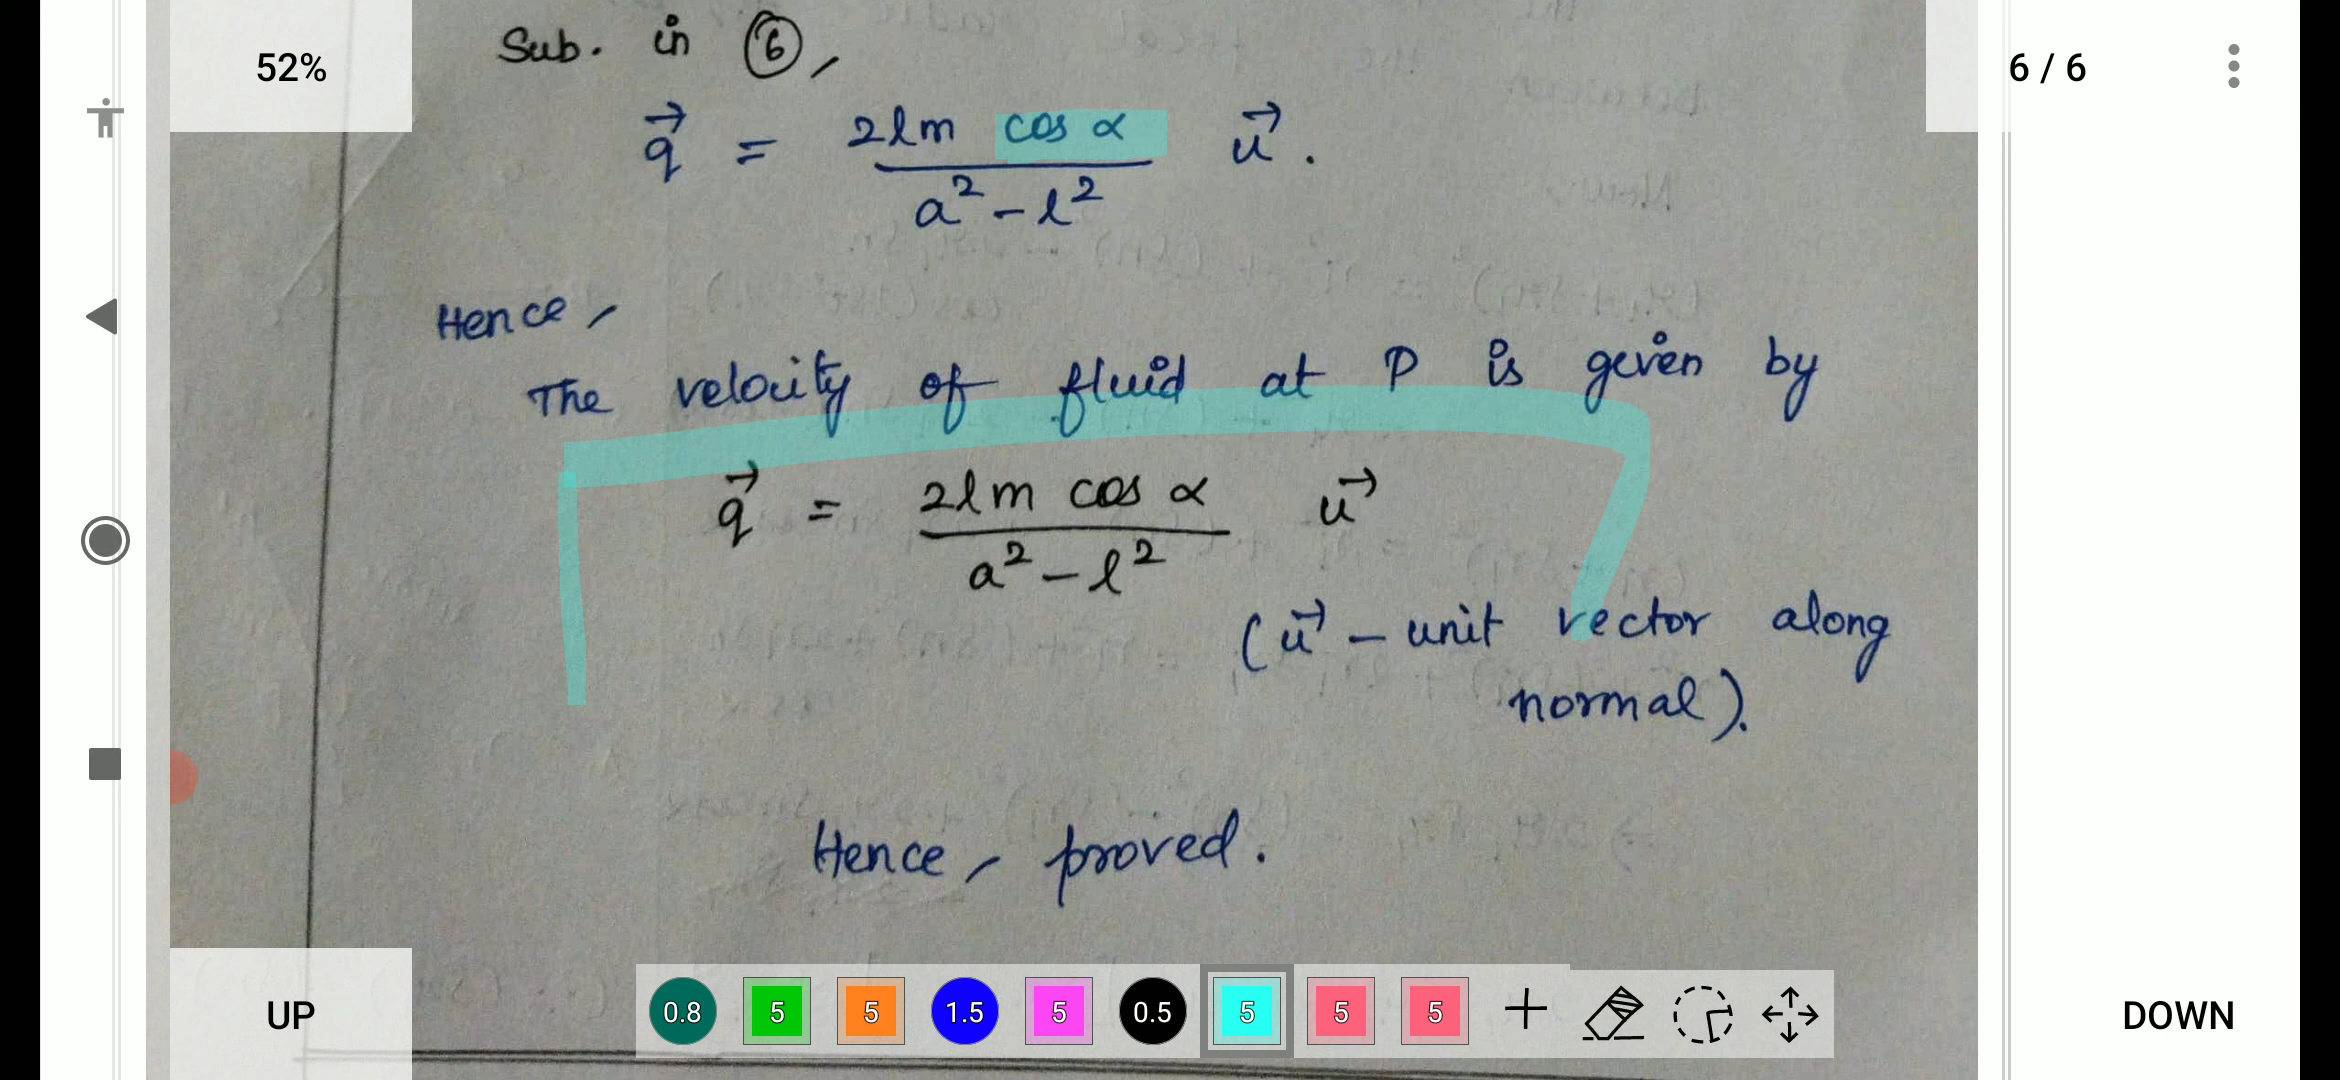 52%
6 / 6
Sub. in ⑥,
q⃗ = 2lm cos α / a² - l² u⃗.
Hence,
The velocity of fluid at P is given by
q⃗ = 2lm cos α / a² - l² u⃗
(u⃗ - unit vector along
normal).
Hence, proved.
UP
0.8 5 5 1.5 5 0.5 5 5 5
DOWN